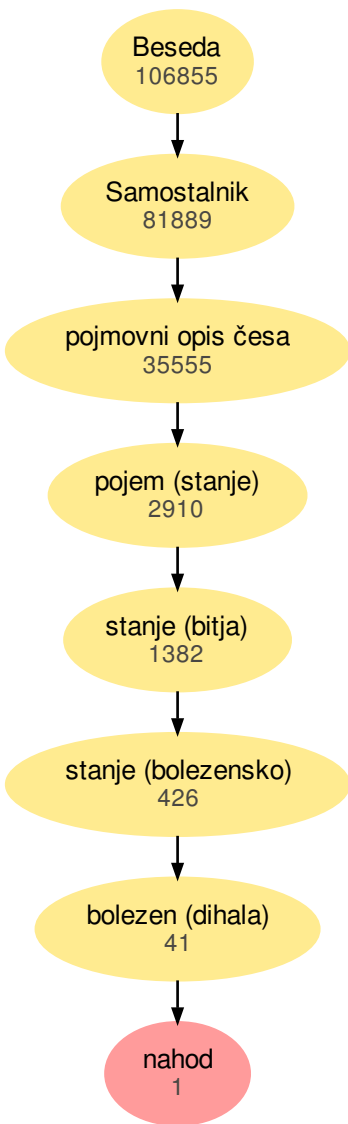 Beseda
106855
Samostalnik
81889
pojmovni opis česa
35555
pojem (stanje)
2910
stanje (bitja)
1382
stanje (bolezensko)
426
bolezen (dihala)
41
nahod
1